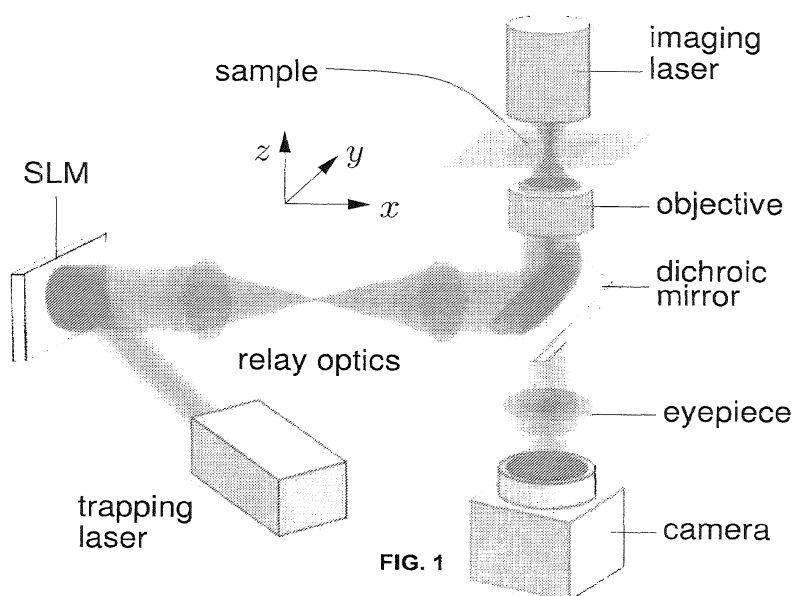 imaging
laser
sample
z
y
x
SLM
objective
dichroic
mirror
relay optics
eyepiece
trapping
laser
camera
FIG. 1